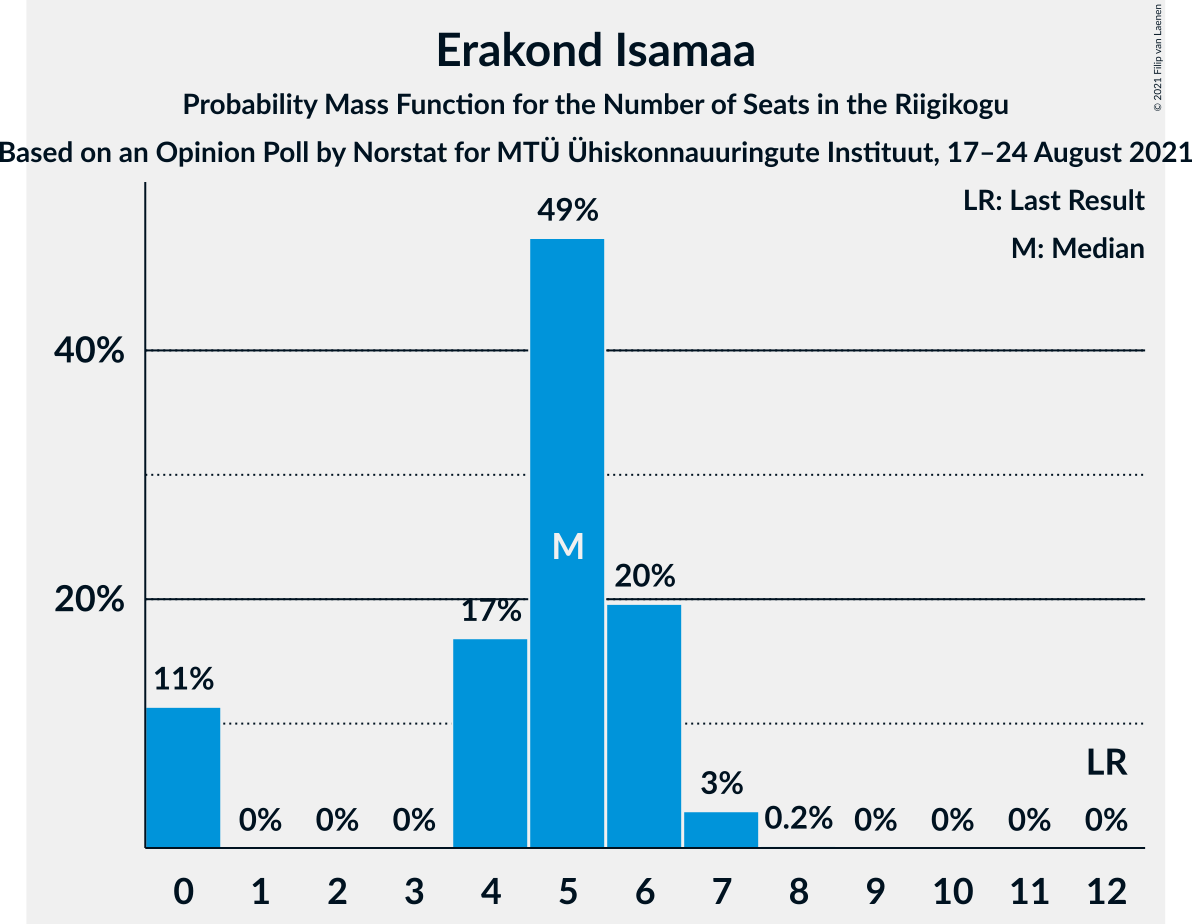 Erakond Isamaa
Probability Mass Function for the Number of Seats in the Riigikogu
Based on an Opinion Poll by Norstat for MTÜ Ühiskonnauuringute Instituut, 17–24 August 2021
© 2021 Filip van Laenen
LR: Last Result
M: Median
49%
40%
M
20%
20%
17%
11%
LR
3%
0% 0% 0% 0.2% 0% 0% 0% 0%
0 1 2 3 4 5 6 7 8 9 10 11 12